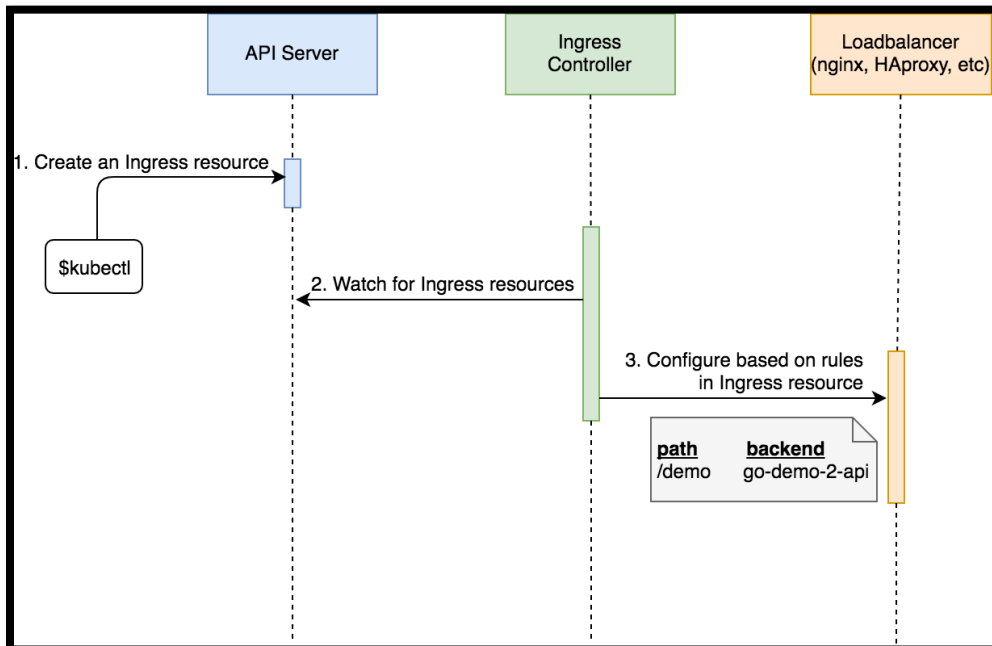 API Server
Ingress
Controller
Loadbalancer
(nginx, HAproxy, etc)
1. Create an Ingress resource
$kubectl
2. Watch for Ingress resources
3. Configure based on rules
in Ingress resource
path backend
/demo go-demo-2-api